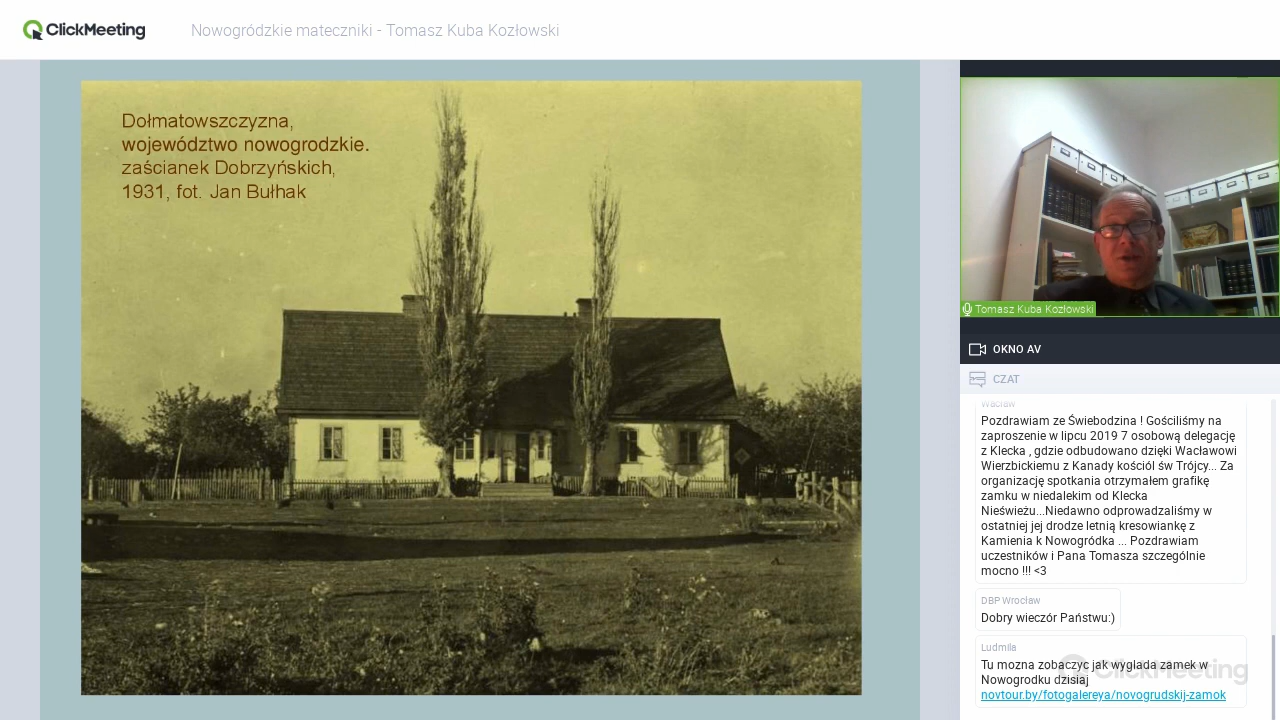 ClickMeeting
Nowogródzkie mateczniki - Tomasz Kuba Kozłowski
Dołmatowszczyzna,
województwo nowogrodzkie.
zaścianek Dobrzyńskich,
1931, fot. Jan Bułhak
Tomasz Kuba Kozłowski
OKNO AV
CZAT
Wacław
Pozdrawiam ze Świebodzina ! Gościliśmy na
zaproszenie w lipcu 2019 7 osobową delegację
z Klecka , gdzie odbudowano dzięki Wacławowi
Wierzbickiemu z Kanady kościól św Trójcy... Za
organizację spotkania otrzymałem grafikę
zamku w niedalekim od Klecka
Nieświeżu...Niedawno odprowadzaliśmy w
ostatniej jej drodze letnią kresowiankę z
Kamienia k Nowogródka ... Pozdrawiam
uczestników i Pana Tomasza szczególnie
mocno !!! <3
DBP Wrocław
Dobry wieczór Państwu:)
Ludmila
Tu mozna zobaczyc jak wyglada zamek w
Nowogrodku dzisiaj
novtour.by/fotogalereya/novogrudskij-zamok
ClickMeeting